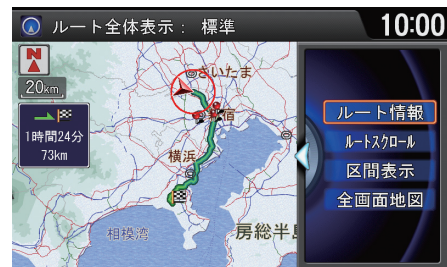 ルート全体表示： 標準
10:00
N
20km
さいたま
宿
1時間24分
73km
横浜
相模湾
房総半島
ルート情報
ルートスクロール
区間表示
全画面地図